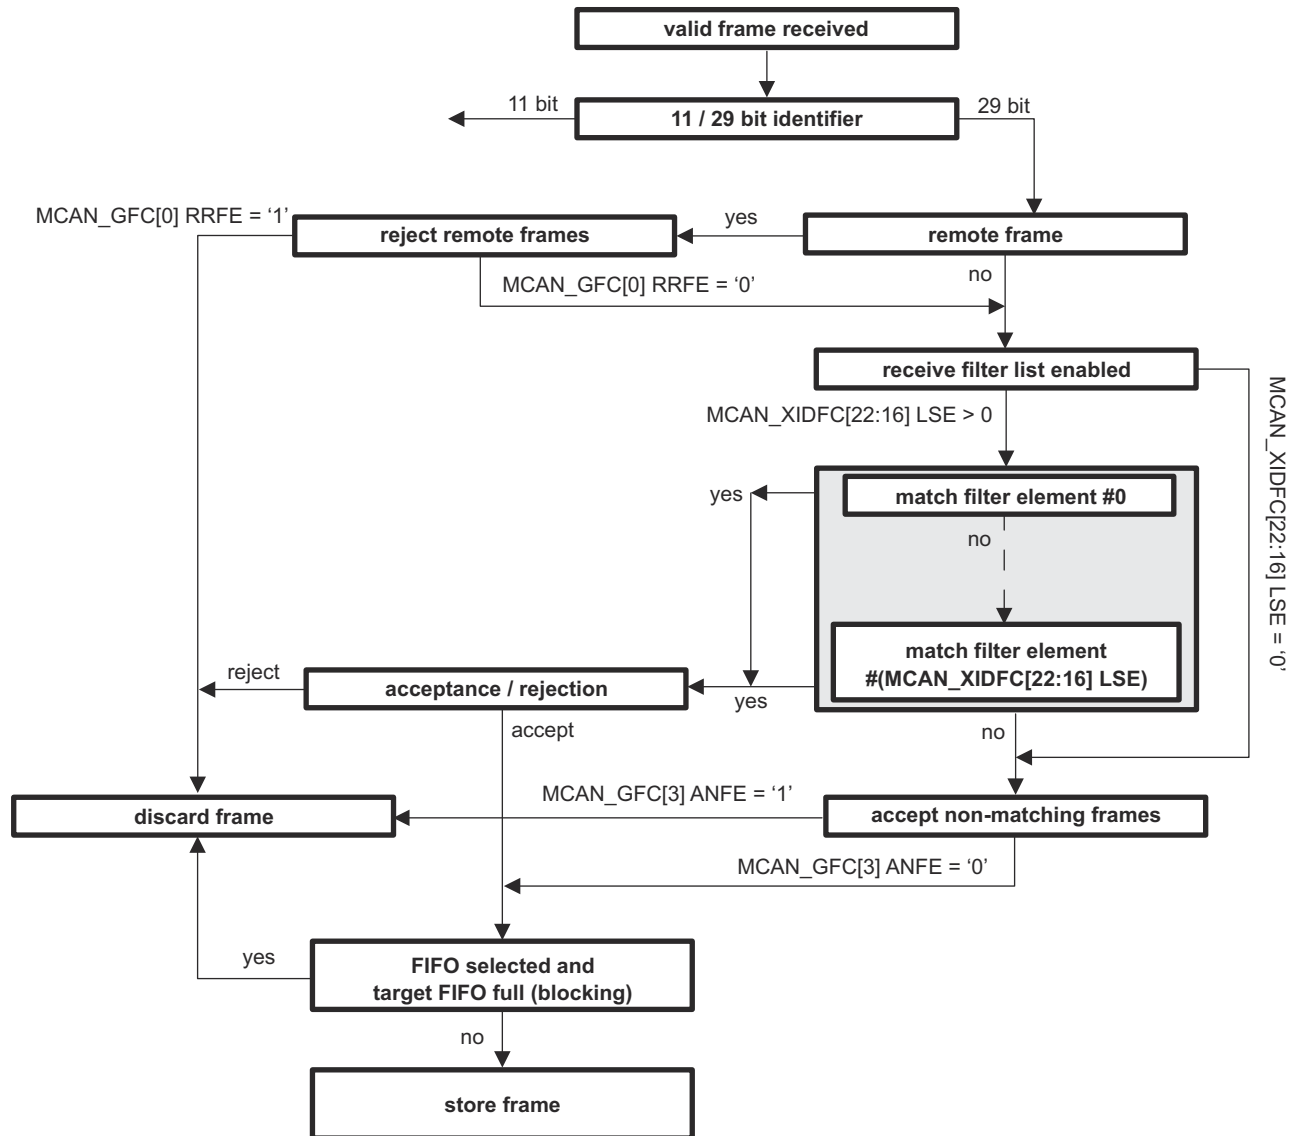 valid frame received
11 bit
11 / 29 bit identifier
29 bit
MCAN_GFC[0] RRFE = ‘1’
reject remote frames
yes
remote frame
MCAN_GFC[0] RRFE = ‘0’
no
receive filter list enabled
MCAN_XIDFC[22:16] LSE > 0
MCAN_XIDFC[22:16] LSE = ‘0’
yes
match filter element #0
no
match filter element
#(MCAN_XIDFC[22:16] LSE)
reject
acceptance / rejection
yes
accept
no
MCAN_GFC[3] ANFE = ‘1’
discard frame
accept non-matching frames
MCAN_GFC[3] ANFE = ‘0’
yes
FIFO selected and
target FIFO full (blocking)
no
store frame